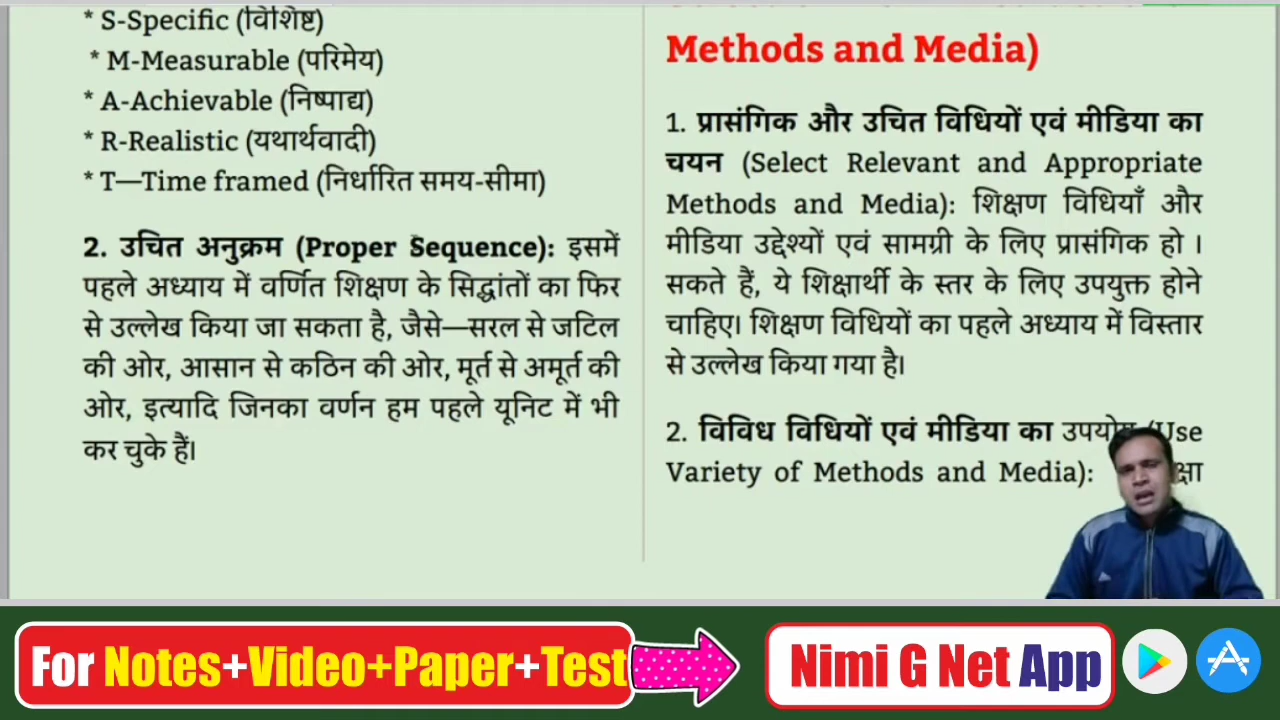 * S-Specific (विशिष्ट)
* M-Measurable (परिमेय)
* A-Achievable (निष्पाद्य)
* R-Realistic (यथार्थवादी)
* T—Time framed (निर्धारित समय-सीमा)
2. उचित अनुक्रम (Proper Sequence): इसमें
पहले अध्याय में वर्णित शिक्षण के सिद्धांतों का फिर
से उल्लेख किया जा सकता है, जैसे—सरल से जटिल
की ओर, आसान से कठिन की ओर, मूर्त से अमूर्त की
ओर, इत्यादि जिनका वर्णन हम पहले यूनिट में भी
कर चुके हैं।
Methods and Media)
1. प्रासंगिक और उचित विधियों एवं मीडिया का
चयन (Select Relevant and Appropriate
Methods and Media): शिक्षण विधियाँ और
मीडिया उद्देश्यों एवं सामग्री के लिए प्रासंगिक हो ।
सकते हैं, ये शिक्षार्थी के स्तर के लिए उपयुक्त होने
चाहिए। शिक्षण विधियों का पहले अध्याय में विस्तार
से उल्लेख किया गया है।
2. विविध विधियों एवं मीडिया का (Use
Variety of Methods and Media):
For Notes+Video+Paper+Test
Nimi G Net App